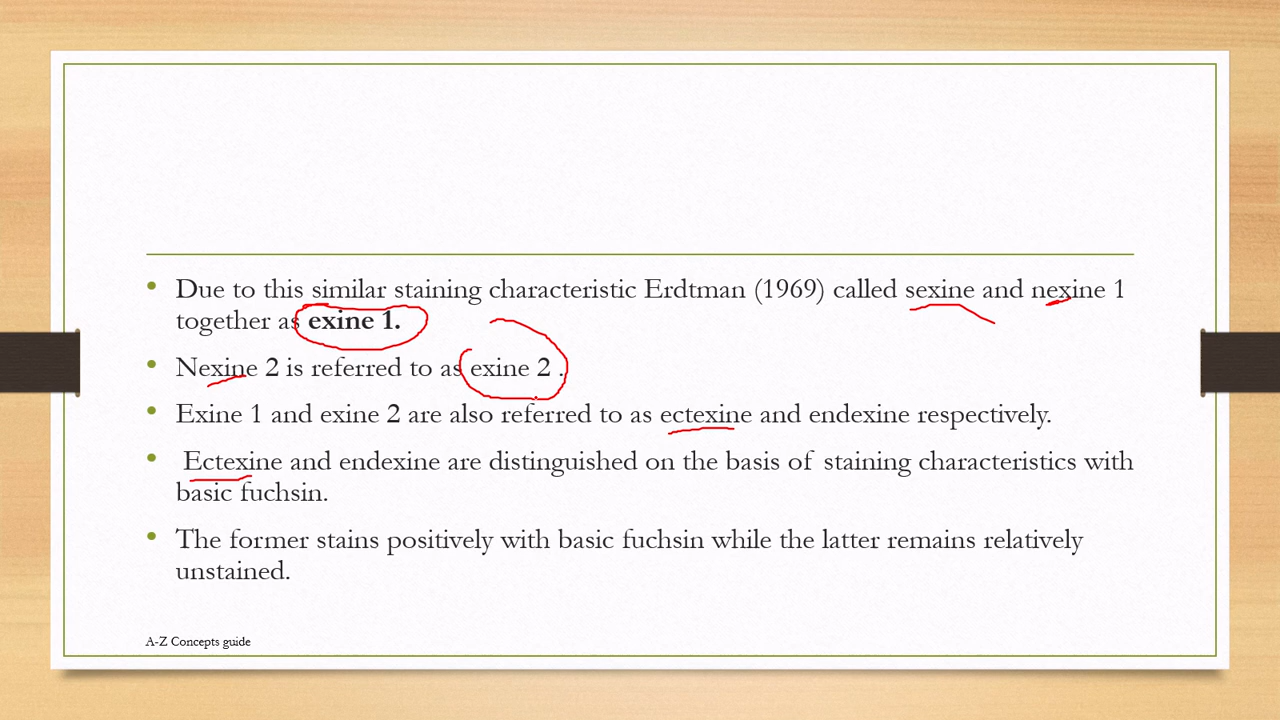 • Due to this similar staining characteristic Erdtman (1969) called sexine and nexine 1
together as exine 1.
• Nexine 2 is referred to as exine 2 .
• Exine 1 and exine 2 are also referred to as ectexine and endexine respectively.
• Ectexine and endexine are distinguished on the basis of staining characteristics with
basic fuchsin.
• The former stains positively with basic fuchsin while the latter remains relatively
unstained.
A-Z Concepts guide